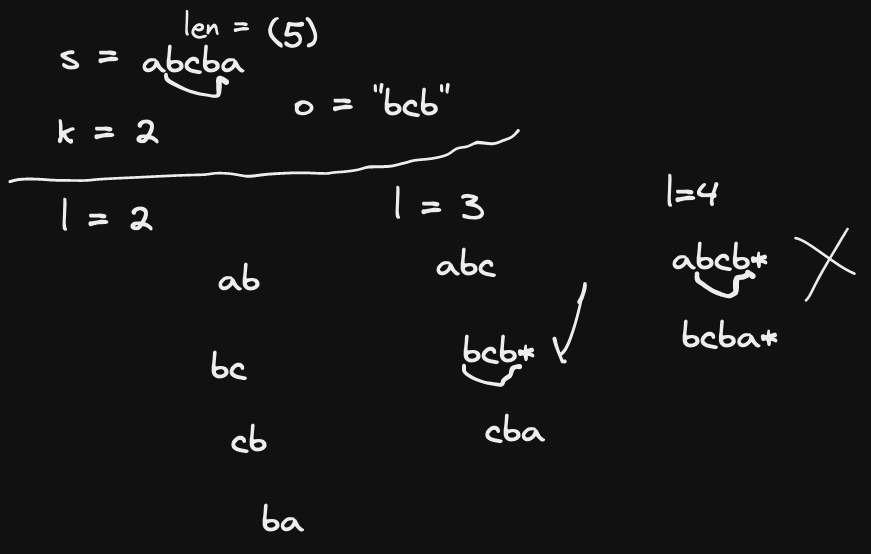 len = (5)
s = abcba
o = "bcb"
k = 2
l = 2
ab
bc
cb
ba
l = 3
abc
bcb*
cba
l=4
abcb*
bcba*